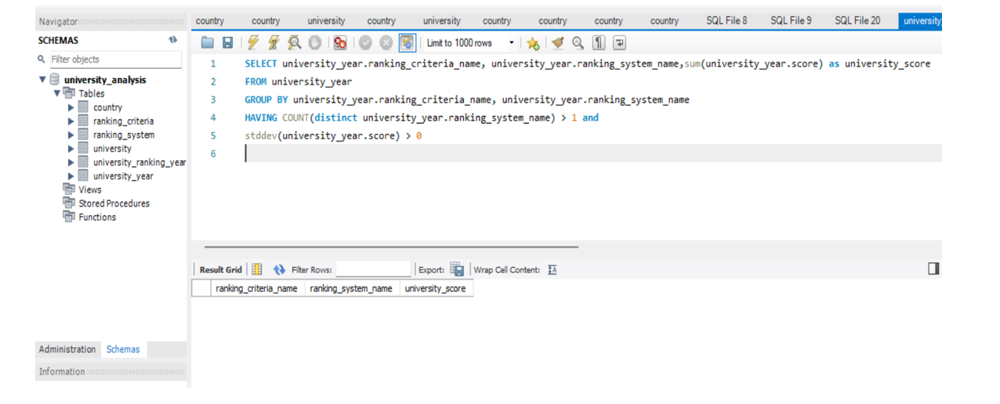 Navigator
SCHEMAS
Filter objects
university_analysis
Tables
country
ranking_criteria
ranking_system
university
university_ranking_year
university_year
Views
Stored Procedures
Functions
Administration Schemas
Information
country country university country university country country country country SQL File 8 SQL File 9 SQL File 20 university
Limit to 1000 rows
1 SELECT university_year.ranking_criteria_name, university_year.ranking_system_name,sum(university_year.score) as university_score
2 FROM university_year
3 GROUP BY university_year.ranking_criteria_name, university_year.ranking_system_name
4 HAVING COUNT(distinct university_year.ranking_system_name) > 1 and
5 stddev(university_year.score) > 0
6
Result Grid Filter Rows: Export: Wrap Cell Content: IA
ranking_criteria_name ranking_system_name university_score